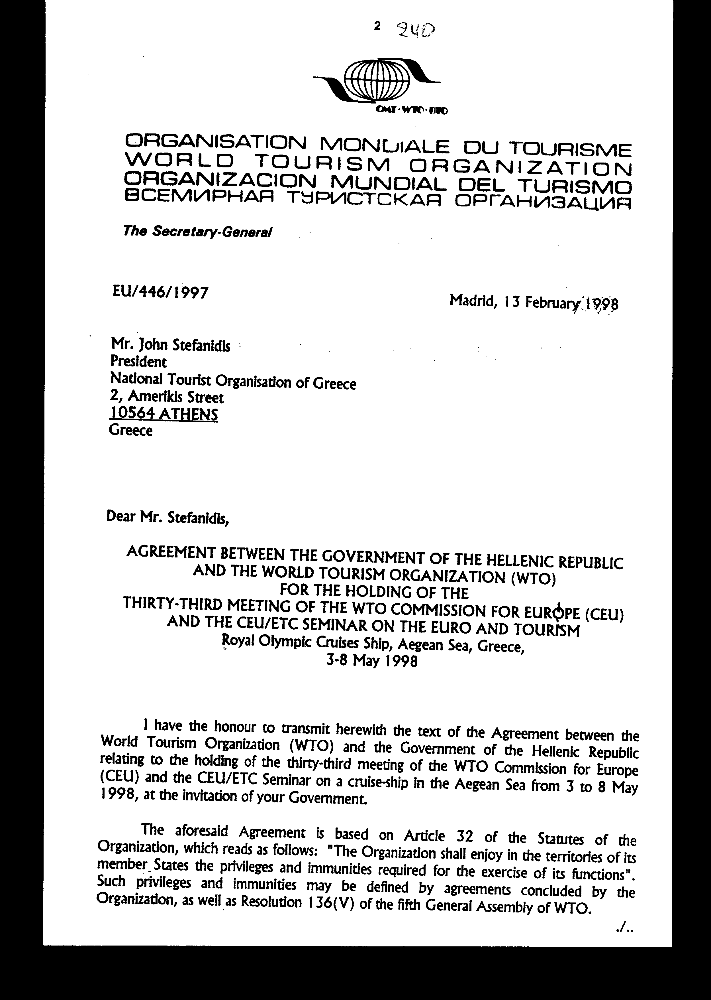 2 240
OMT·WTO·BTO
ORGANISATION MONDIALE DU TOURISME
WORLD TOURISM ORGANIZATION
ORGANIZACION MUNDIAL DEL TURISMO
ВСЕМИРНАЯ ТУРИСТСКАЯ ОРГАНИЗАЦИЯ
The Secretary-General
EU/446/1997
Madrid, 13 February 1998
Mr. John Stefanidis
President
National Tourist Organisation of Greece
2, Amerikis Street
10564 ATHENS
Greece
Dear Mr. Stefanidis,
AGREEMENT BETWEEN THE GOVERNMENT OF THE HELLENIC REPUBLIC
AND THE WORLD TOURISM ORGANIZATION (WTO)
FOR THE HOLDING OF THE
THIRTY-THIRD MEETING OF THE WTO COMMISSION FOR EUROPE (CEU)
AND THE CEU/ETC SEMINAR ON THE EURO AND TOURISM
Royal Olympic Cruises Ship, Aegean Sea, Greece,
3-8 May 1998
I have the honour to transmit herewith the text of the Agreement between the
World Tourism Organization (WTO) and the Government of the Hellenic Republic
relating to the holding of the thirty-third meeting of the WTO Commission for Europe
(CEU) and the CEU/ETC Seminar on a cruise-ship in the Aegean Sea from 3 to 8 May
1998, at the invitation of your Government.
The aforesaid Agreement is based on Article 32 of the Statutes of the
Organization, which reads as follows: "The Organization shall enjoy in the territories of its
member States the privileges and immunities required for the exercise of its functions".
Such privileges and immunities may be defined by agreements concluded by the
Organization, as well as Resolution 136(V) of the fifth General Assembly of WTO.
./..